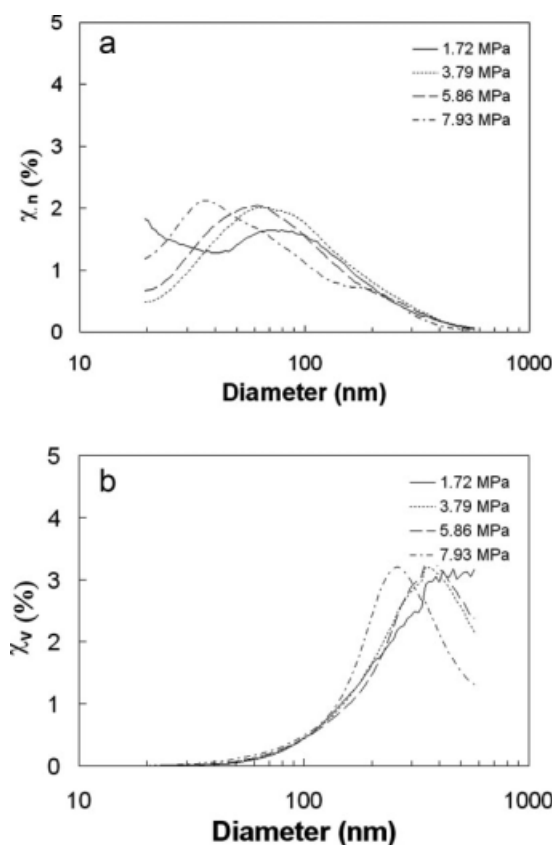 a
5
4
3
2
1
0
χn (%)
1.72 MPa
3.79 MPa
5.86 MPa
7.93 MPa
10
100
1000
Diameter (nm)
b
5
4
3
2
1
0
χv (%)
1.72 MPa
3.79 MPa
5.86 MPa
7.93 MPa
10
100
1000
Diameter (nm)